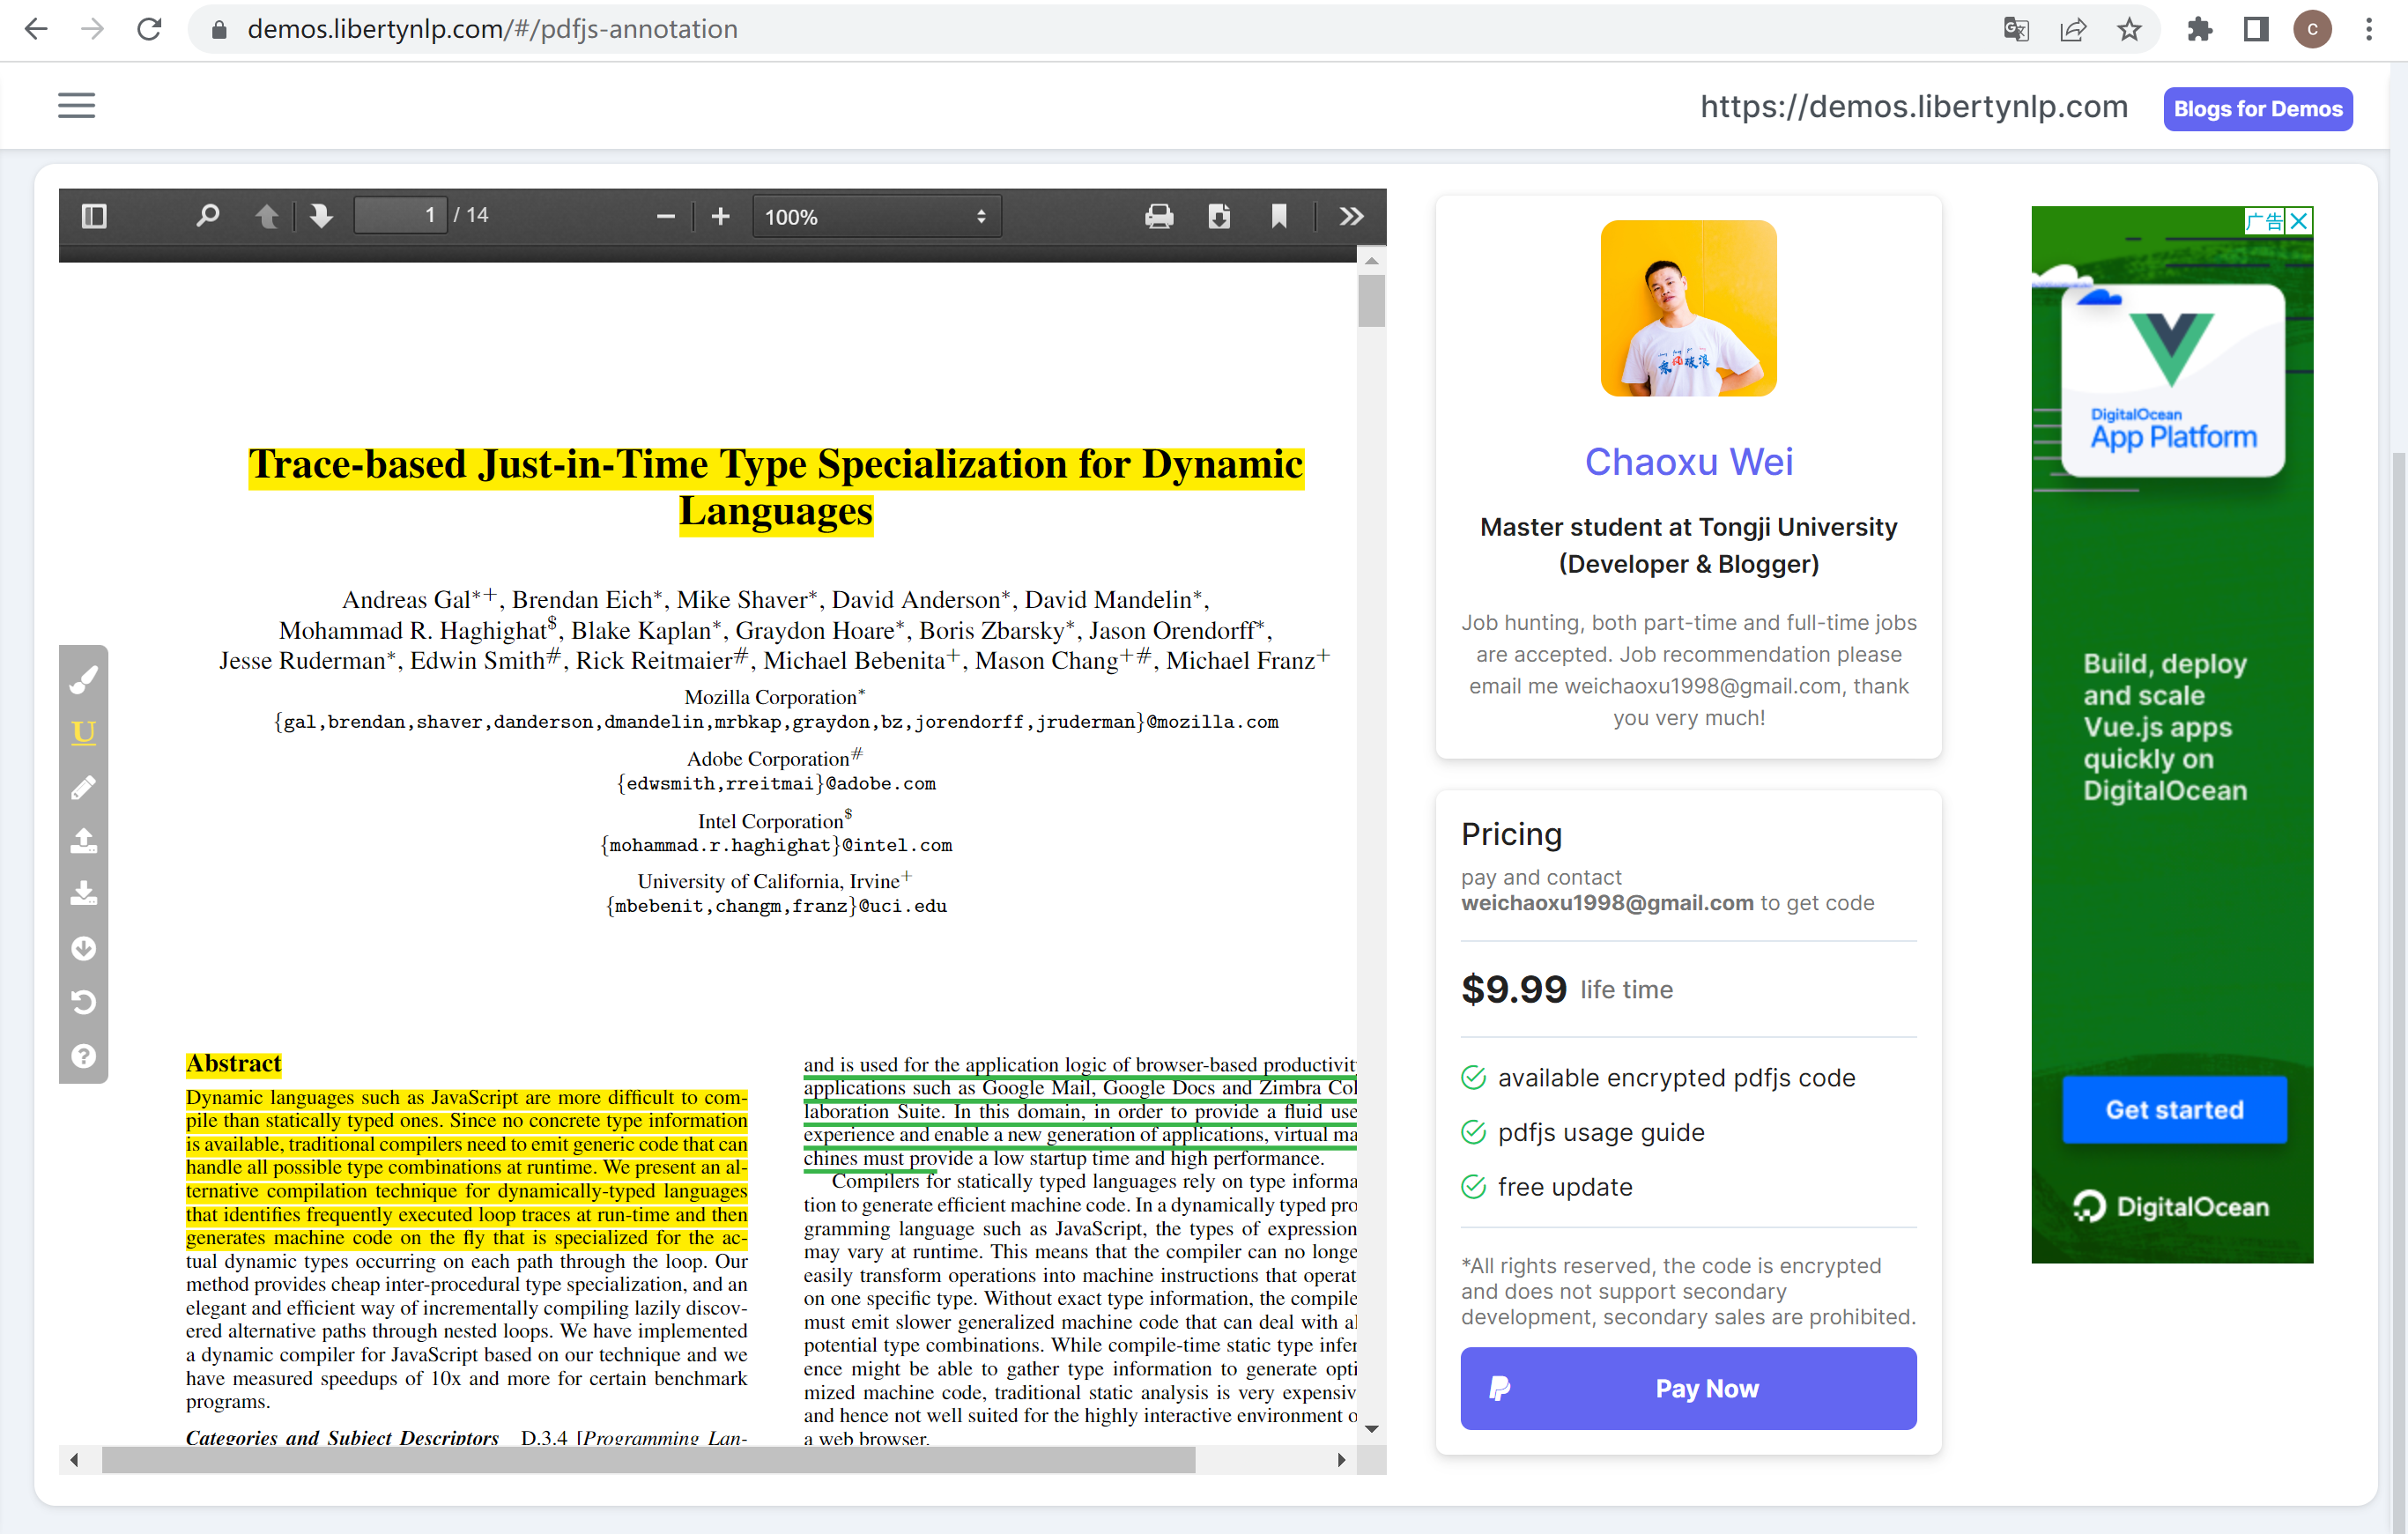 demos.libertynlp.com/#/pdfjs-annotation
C
https://demos.libertynlp.com
Blogs for Demos
1 / 14
100%
U
Trace-based Just-in-Time Type Specialization for Dynamic
Languages
Andreas Gal*+, Brendan Eich*, Mike Shaver*, David Anderson*, David Mandelin*,
Mohammad R. Haghighat$, Blake Kaplan*, Graydon Hoare*, Boris Zbarsky*, Jason Orendorff*,
Jesse Ruderman*, Edwin Smith#, Rick Reitmaier#, Michael Bebenita+, Mason Chang+#, Michael Franz+
Mozilla Corporation*
{gal,brendan,shaver,danderson,dmandelin,mrbkap,graydon,bz,jorendorff,jruderman}@mozilla.com
Adobe Corporation#
{edwsmith,rreitmai}@adobe.com
Intel Corporation$
{mohammad.r.haghighat}@intel.com
University of California, Irvine+
{mbebenit,changm,franz}@uci.edu
Abstract
Dynamic languages such as JavaScript are more difficult to com-
pile than statically typed ones. Since no concrete type information
is available, traditional compilers need to emit generic code that can
handle all possible type combinations at runtime. We present an al-
ternative compilation technique for dynamically-typed languages
that identifies frequently executed loop traces at run-time and then
generates machine code on the fly that is specialized for the ac-
tual dynamic types occurring on each path through the loop. Our
method provides cheap inter-procedural type specialization, and an
elegant and efficient way of incrementally compiling lazily discov-
ered alternative paths through nested loops. We have implemented
a dynamic compiler for JavaScript based on our technique and we
have measured speedups of 10x and more for certain benchmark
programs.
Categories and Subject Descriptors D.3.4 [Programming Lan-
and is used for the application logic of browser-based productivit
applications such as Google Mail, Google Docs and Zimbra Col
laboration Suite. In this domain, in order to provide a fluid use
experience and enable a new generation of applications, virtual ma
chines must provide a low startup time and high performance.
Compilers for statically typed languages rely on type informa
tion to generate efficient machine code. In a dynamically typed pro
gramming language such as JavaScript, the types of expression
may vary at runtime. This means that the compiler can no longe
easily transform operations into machine instructions that operat
on one specific type. Without exact type information, the compile
must emit slower generalized machine code that can deal with al
potential type combinations. While compile-time static type infer
ence might be able to gather type information to generate opti
mized machine code, traditional static analysis is very expensiv
and hence not well suited for the highly interactive environment o
a web browser.
Chaoxu Wei
Master student at Tongji University
(Developer & Blogger)
Job hunting, both part-time and full-time jobs
are accepted. Job recommendation please
email me weichaoxu1998@gmail.com, thank
you very much!
Pricing
pay and contact
weichaoxu1998@gmail.com to get code
$9.99 life time
available encrypted pdfjs code
pdfjs usage guide
free update
*All rights reserved, the code is encrypted
and does not support secondary
development, secondary sales are prohibited.
Pay Now
广告
DigitalOcean
App Platform
Build, deploy
and scale
Vue.js apps
quickly on
DigitalOcean
Get started
DigitalOcean